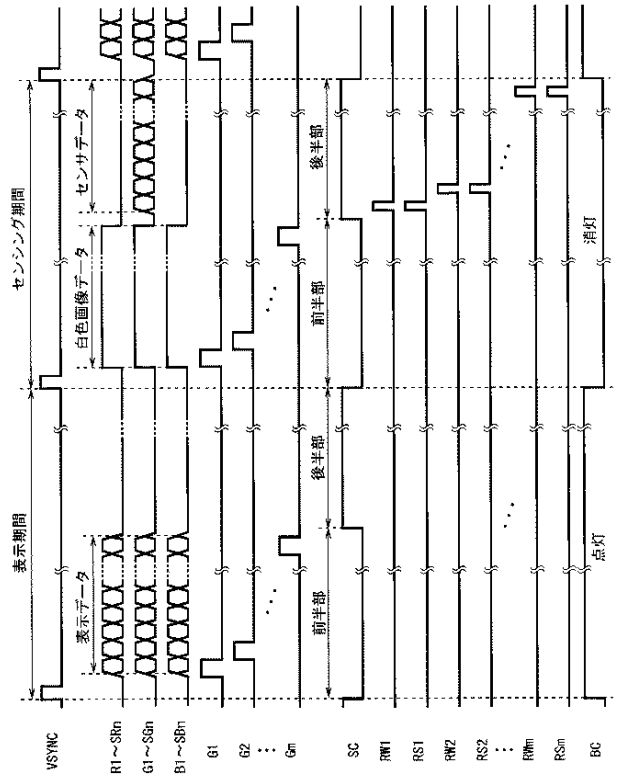 表示期間
センシング期間
VSYNC
表示データ
白色画像データ
センサデータ
R1～SRn
G1～SGn
B1～SBn
G1
G2
Gm
前半部
後半部
前半部
後半部
SC
RW1
RS1
RW2
RS2
RWm
RSm
点灯
消灯
BC